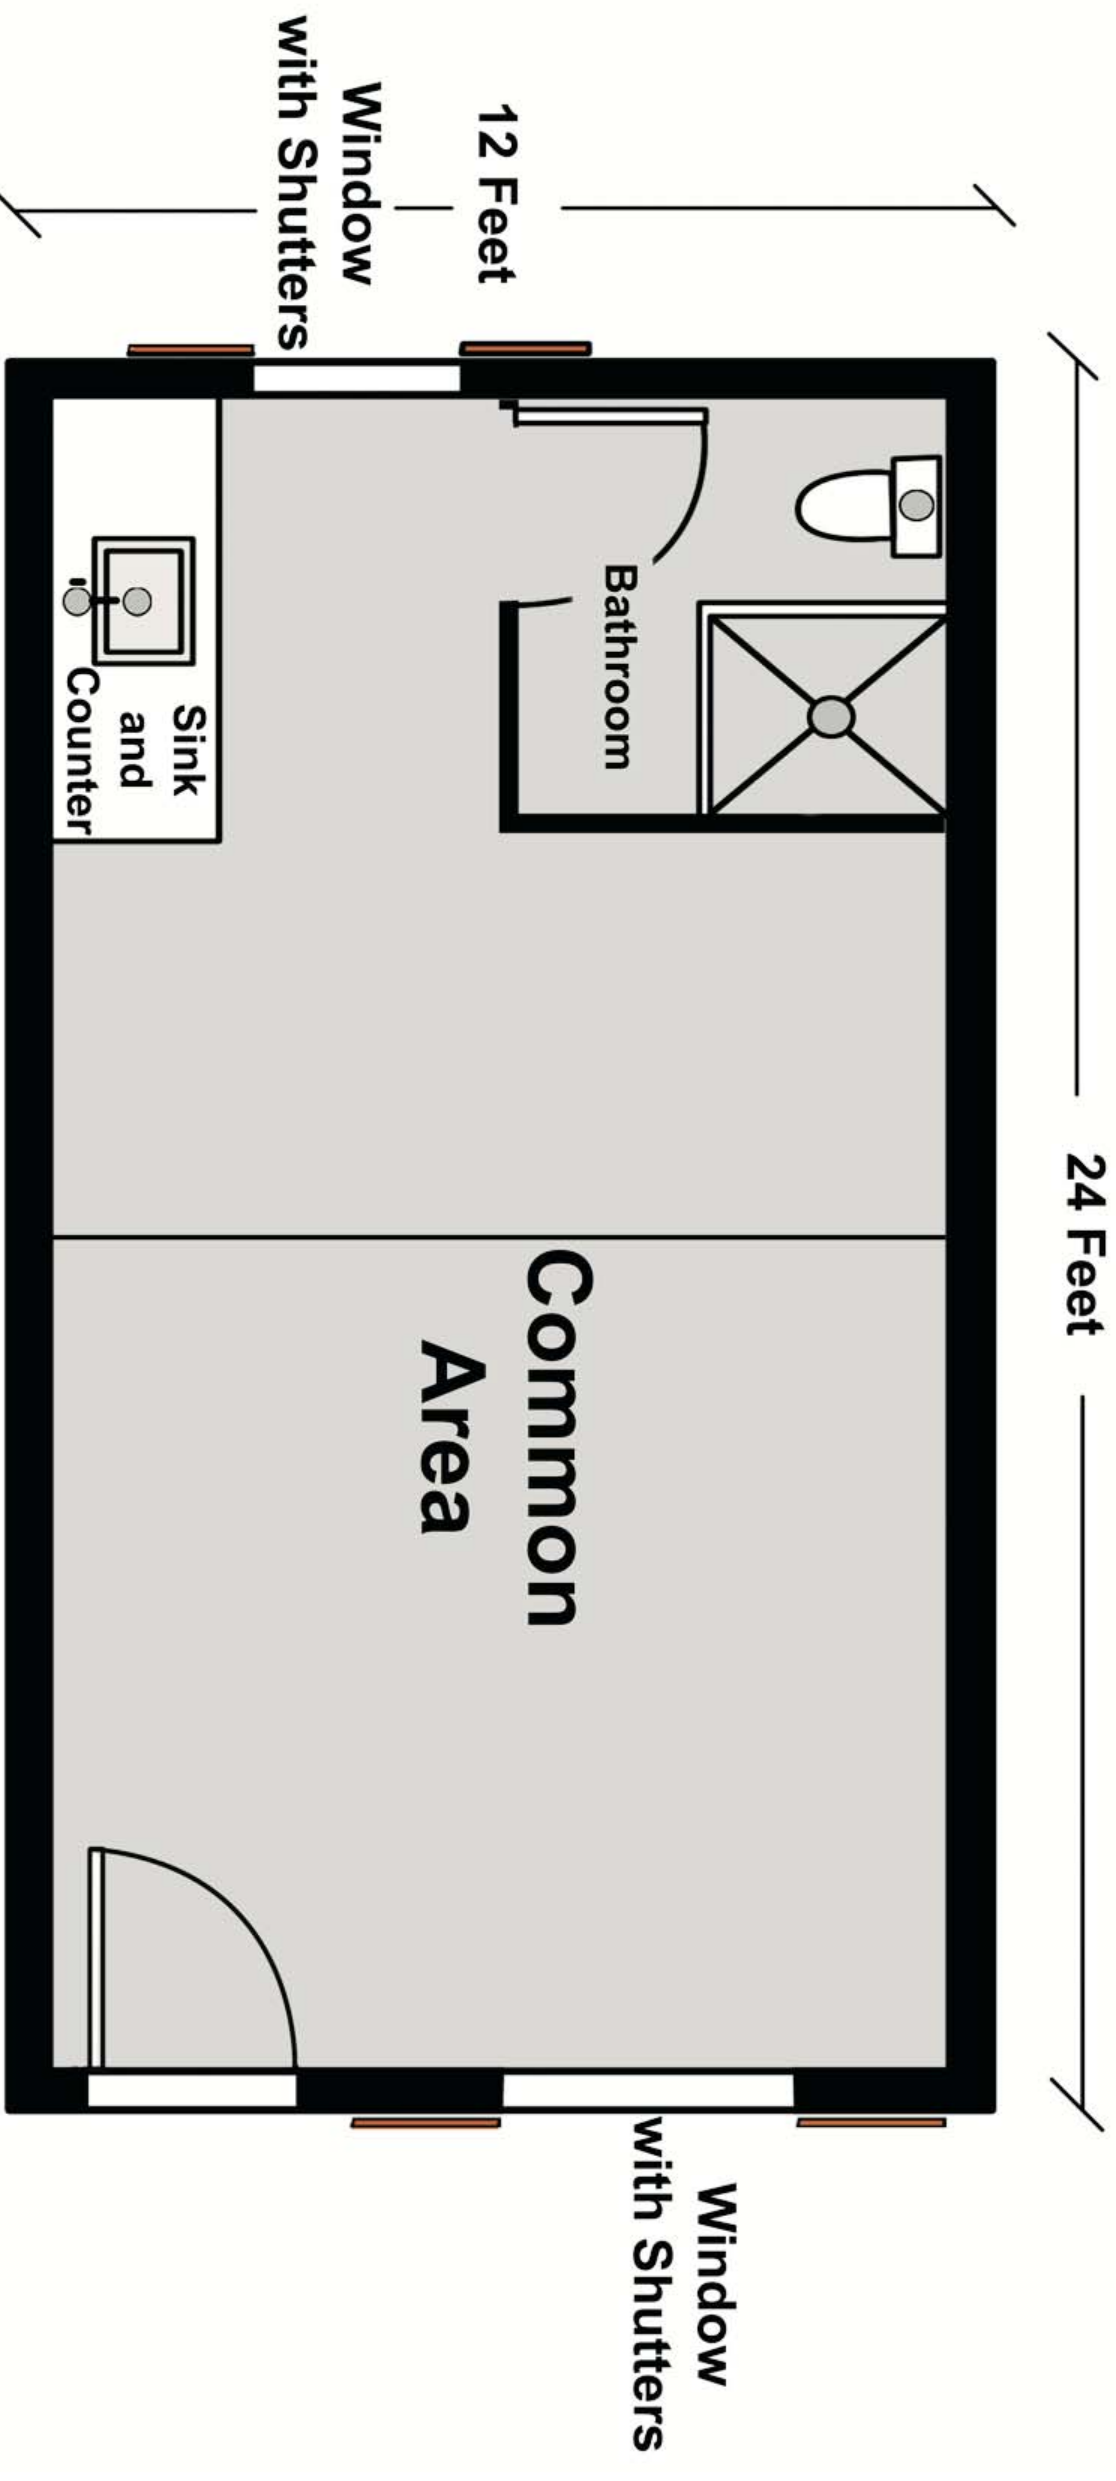 24 Feet
12 Feet
Window
with Shutters
Bathroom
Sink
and
Counter
Common
Area
Window
with Shutters